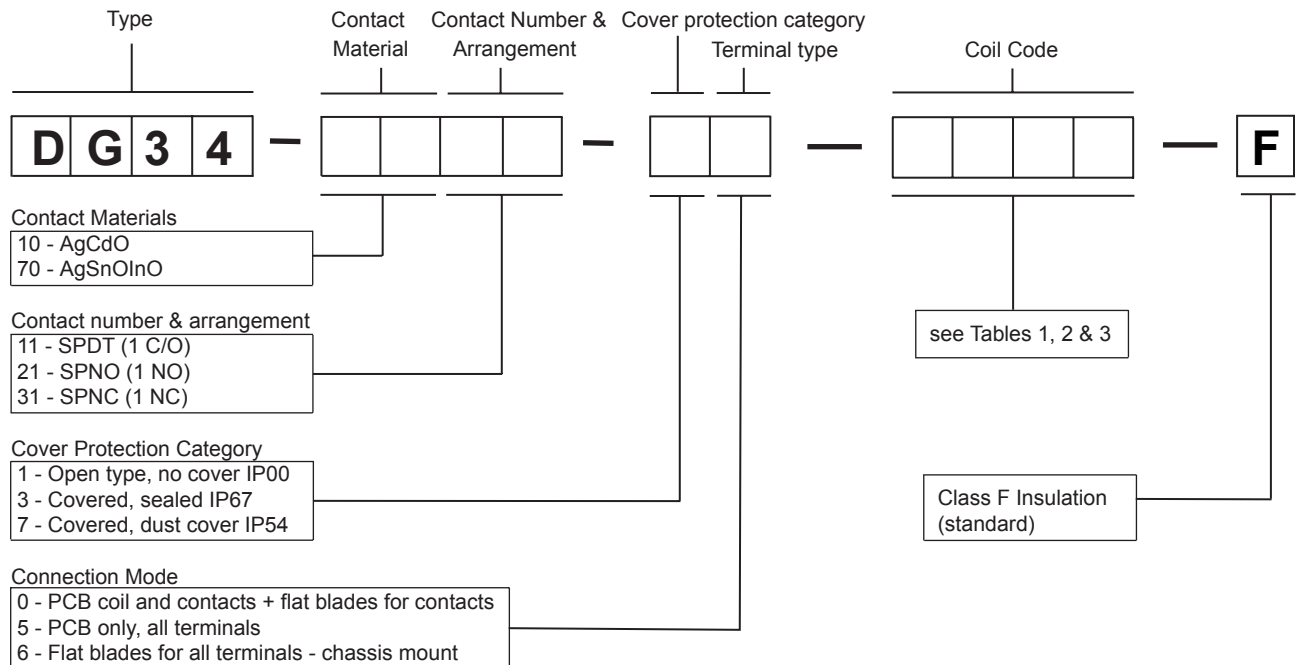 Type
Contact Material
Contact Number & Arrangement
Cover protection category
Terminal type
Coil Code
D G 3 4 - - — — F
Contact Materials
10 - AgCdO
70 - AgSnOInO
Contact number & arrangement
11 - SPDT (1 C/O)
21 - SPNO (1 NO)
31 - SPNC (1 NC)
see Tables 1, 2 & 3
Cover Protection Category
1 - Open type, no cover IP00
3 - Covered, sealed IP67
7 - Covered, dust cover IP54
Class F Insulation
(standard)
Connection Mode
0 - PCB coil and contacts + flat blades for contacts
5 - PCB only, all terminals
6 - Flat blades for all terminals - chassis mount